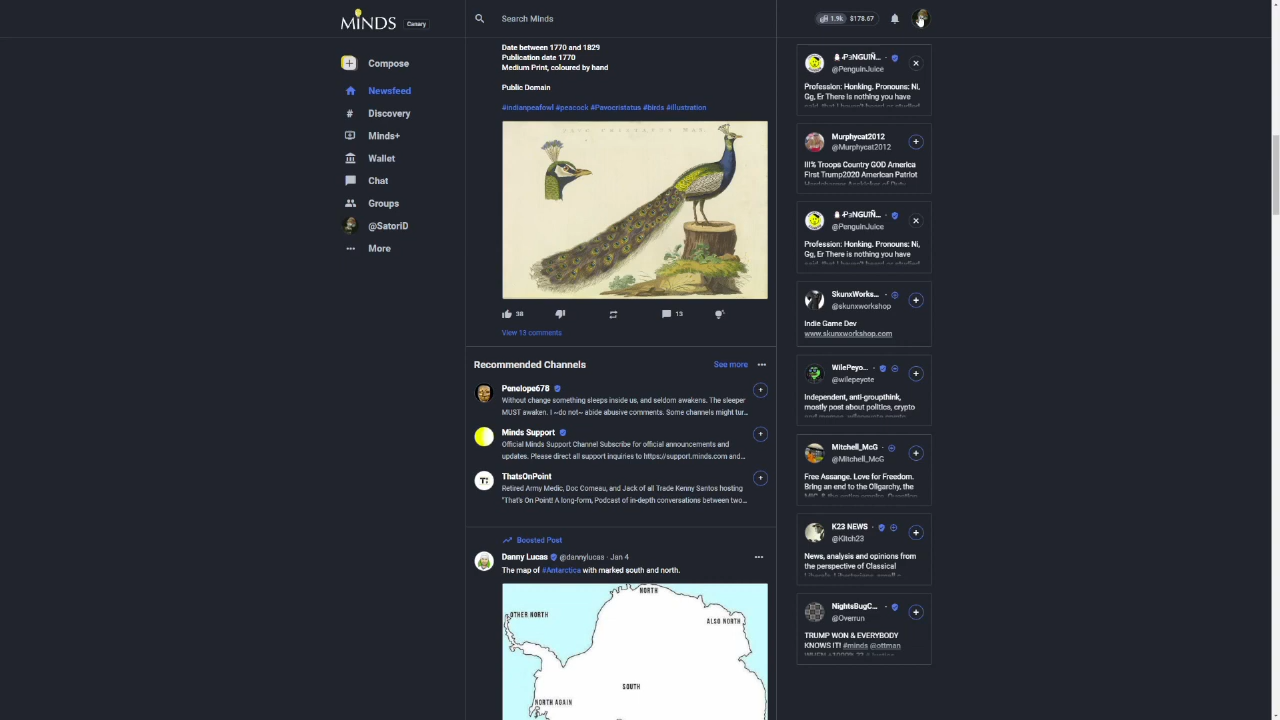 MINDS
Canary
Search Minds
1.9k $178.67
Compose
Newsfeed
Discovery
Minds+
Wallet
Chat
Groups
@SatoriD
More
Date between 1770 and 1829
Publication date 1770
Medium Print, coloured by hand
Public Domain
#indianpeafowl #peacock #Pavocristatus #birds #illustration
38
13
View 13 comments
Recommended Channels
See more
Penelope678
Without change something sleeps inside us, and seldom awakens. The sleeper
MUST awaken. I ~do not~ abide abusive comments. Some channels might tur...
Minds Support
Official Minds Support Channel Subscribe for official announcements and
updates. Please direct all support inquiries to https://support.minds.com and...
ThatsOnPoint
Retired Army Medic, Doc Comeau, and Jack of all Trade Kenny Santos hosting
"That's On Point! A long-form, Podcast of in-depth conversations between two...
Boosted Post
Danny Lucas @dannylucas · Jan 4
The map of #Antarctica with marked south and north.
NORTH
OTHER NORTH
ALSO NORTH
SOUTH
NORTH AGAIN
@PenguinJuice
Profession: Honking. Pronouns: Ni,
Gg, Er There is nothing you have
Murphycat2012
@Murphycat2012
III% Troops Country GOD America
First Trump2020 American Patriot
@PenguinJuice
Profession: Honking. Pronouns: Ni,
Gg, Er There is nothing you have
SkunxWorks...
@skunxworkshop
Indie Game Dev
www.skunxworkshop.com
WilePeyo...
@wilepeyote
Independent, anti-groupthink,
mostly post about politics, crypto
Mitchell_McG
@Mitchell_McG
Free Assange. Love for Freedom.
Bring an end to the Oligarchy, the
K23 NEWS
@Kitch23
News, analysis and opinions from
the perspective of Classical
NightsBugC...
@Overrun
TRUMP WON & EVERYBODY
KNOWS IT! #minds @ottman